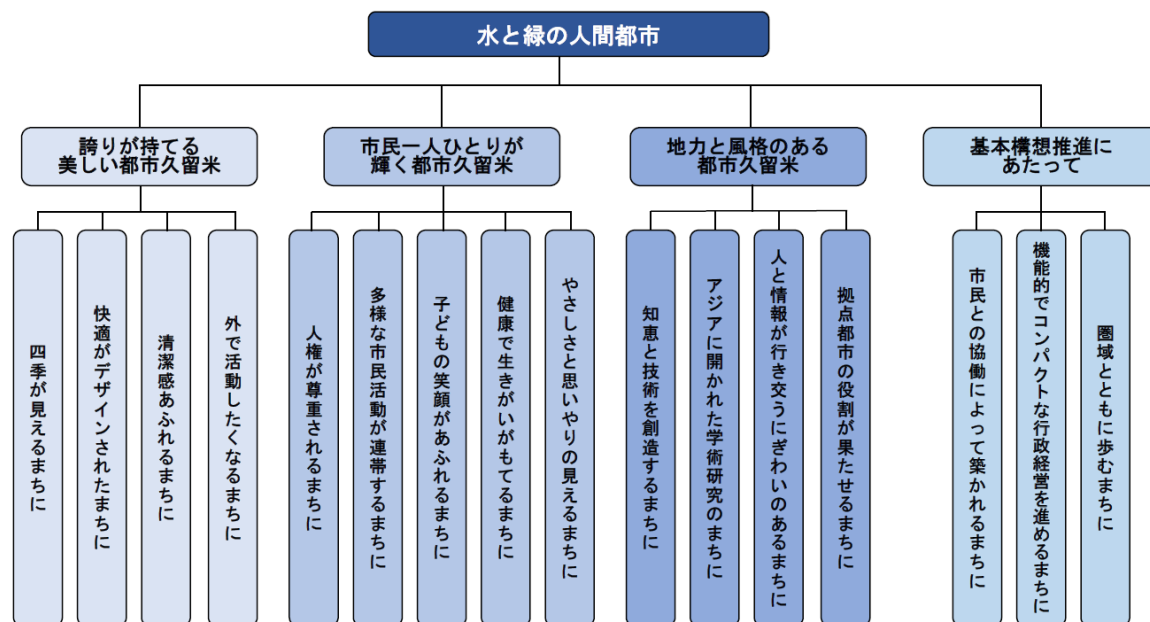 水と緑の人間都市
誇りが持てる
美しい都市久留米
四季が見えるまちに
快適がデザインされたまちに
清潔感あふれるまちに
外で活動したくなるまちに
市民一人ひとりが
輝く都市久留米
人権が尊重されるまちに
多様な市民活動が連帯するまちに
子どもの笑顔があふれるまちに
健康で生きがいがもてるまちに
やさしさと思いやりの見えるまちに
地力と風格のある
都市久留米
知恵と技術を創造するまちに
アジアに開かれた学術研究のまちに
人と情報が行き交うにぎわいのあるまちに
拠点都市の役割が果たせるまちに
基本構想推進に
あたって
市民との協働によって築かれるまちに
機能的でコンパクトな行政経営を進めるまちに
圏域とともに歩むまちに